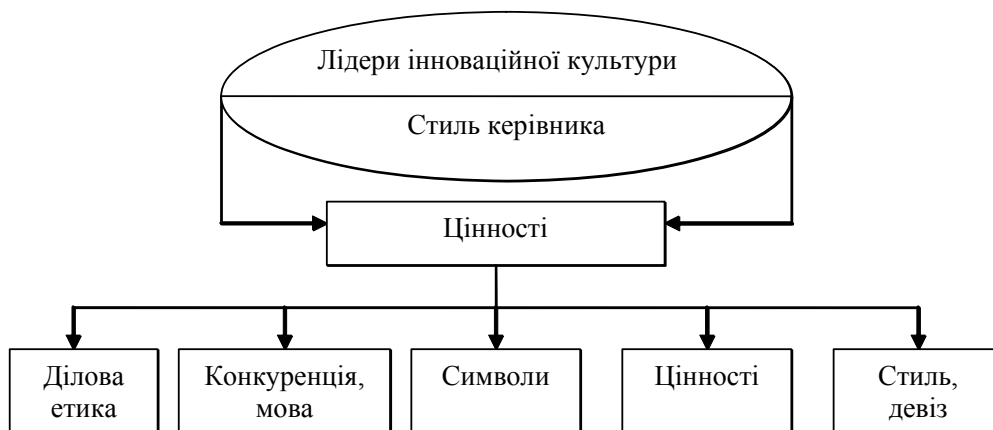 Лідери інноваційної культури
Стиль керівника
Цінності
Ділова
етика
Конкуренція,
мова
Символи
Цінності
Стиль,
девіз